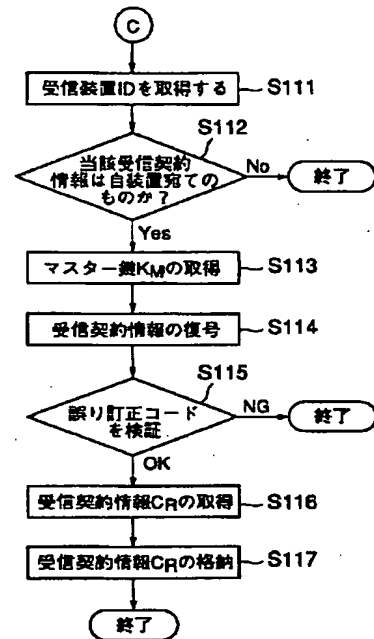 C
受信装置IDを取得する
S111
S112
当該受信契約
情報は自装置宛ての
ものか？
No
終了
Yes
マスター鍵KMの取得
S113
受信契約情報の復号
S114
S115
誤り訂正コード
を検証
NG
終了
OK
受信契約情報CRの取得
S116
受信契約情報CRの格納
S117
終了